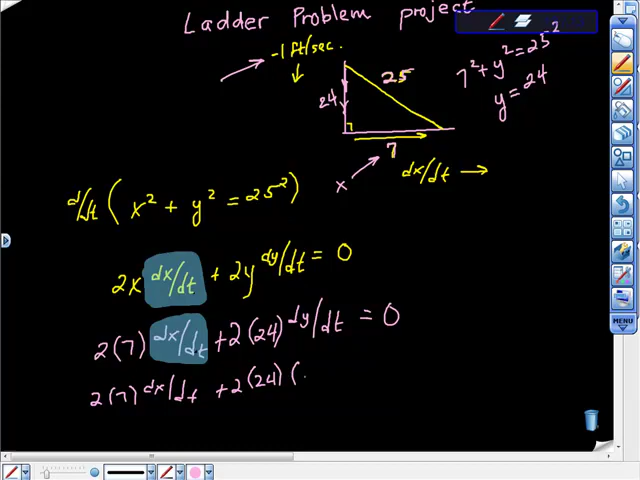 Ladder Problem project
-1 ft/sec.
7² + y² = 25²
y = 24
25
24
7
x
dx/dt →
d/dt ( x² + y² = 25² )
2x dx/dt + 2y dy/dt = 0
2(7) dx/dt + 2(24) dy/dt = 0
2(7) dx/dt + 2(24) (
MENU